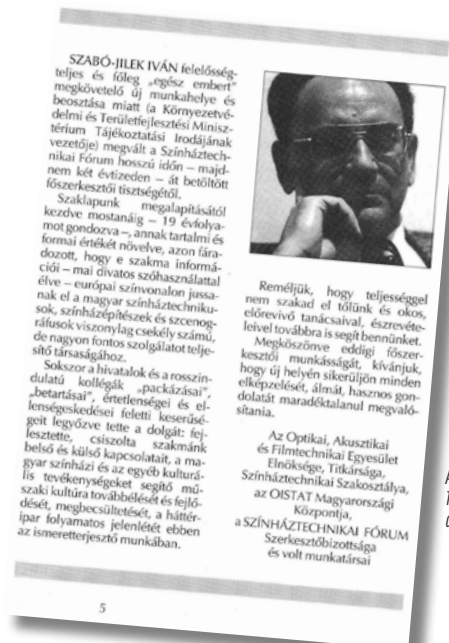 SZABÓ-JILEK IVÁN felelősség-
teljes és főleg „egész embert"
megkövetelő új munkahelye és
beosztása miatt (a Környezetvé-
delmi és Területfejlesztési Minisz-
térium Tájékoztatási Irodájának
vezetője) megvált a Színháztech-
nikai Fórum hosszú időn – majd-
nem két évtizeden – át betöltött
főszerkesztői tisztségétől.
Szaklapunk megalapításától
kezdve mostanáig – 19 évfolya-
mot gondozva –, annak tartalmi és
formai értékét növelve, azon fára-
dozott, hogy e szakma informá-
ciói – mai divatos szóhasználattal
élve – európai színvonalon jussa-
nak el a magyar színháztechniku-
sok, színházépítészek és szcenog-
ráfusok viszonylag csekély számú,
de nagyon fontos szolgálatot telje-
sítő társaságához.
Sokszor a hivatalok és a rosszin-
dulatú kollégák „packázásai",
„betartásai", értetlenségei és el-
lenségeskedései feletti keserűsé-
geit legyőzve tette a dolgát: fej-
lesztette, csiszolta szakmánk
belső és külső kapcsolatait, a ma-
gyar színházi és az egyéb kulturá-
lis tevékenységeket segítő mű-
szaki kultúra továbbélését és fejlő-
dését, megbecsültetését, a háttér-
ipar folyamatos jelenlétét ebben
az ismeretterjesztő munkában.
Reméljük, hogy teljességgel
nem szakad el tőlünk és okos,
előrevivő tanácsaival, észrevéte-
leivel továbbra is segít bennünket.
Megköszönve eddigi főszer-
kesztői munkásságát, kívánjuk,
hogy új helyén sikerüljön minden
elképzelését, álmát, hasznos gon-
dolatát maradéktalanul megvaló-
sítania.
Az Optikai, Akusztikai
és Filmtechnikai Egyesület
Elnöksége, Titkársága,
Színháztechnikai Szakosztálya,
az OISTAT Magyarországi
Központja,
a SZÍNHÁZTECHNIKAI FÓRUM
Szerkesztőbizottsága
és volt munkatársai
5